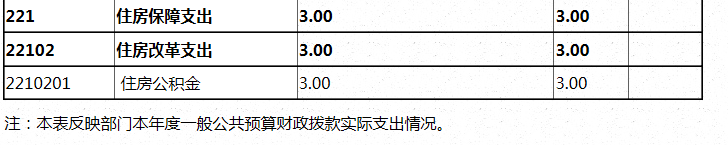 221 住房保障支出 3.00 3.00
22102 住房改革支出 3.00 3.00
2210201 住房公积金 3.00 3.00
注：本表反映部门本年度一般公共预算财政拨款实际支出情况。